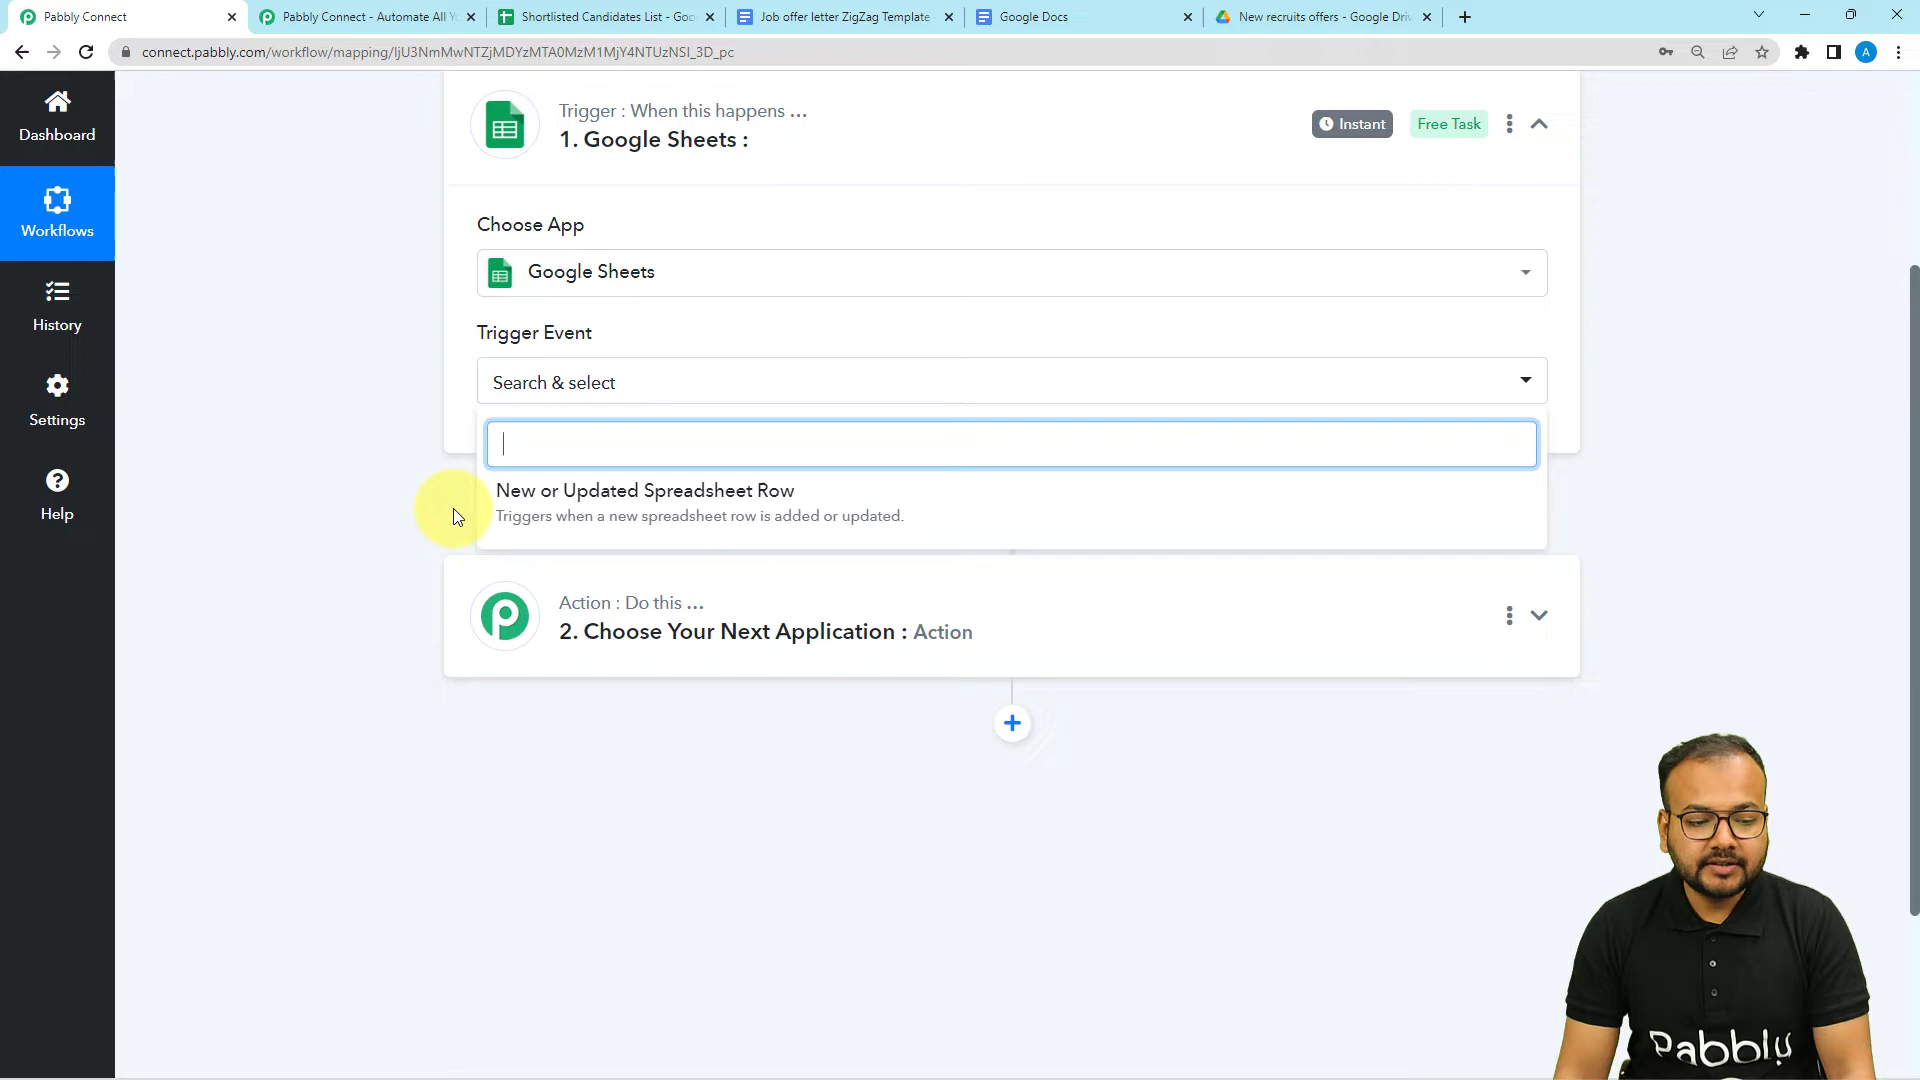 Pabbly Connect
Pabbly Connect - Automate All Y
Shortlisted Candidates List - Goo
Job offer letter ZigZag Template
Google Docs
New recruits offers - Google Dri
connect.pabbly.com/workflow/mapping/IjU3NmMwNTZjMDYzMTA0MzM1MjY4NTUzNSI_3D_pc
A
Dashboard
Workflows
History
Settings
Help
Trigger : When this happens ...
1. Google Sheets :
Instant
Free Task
Choose App
Google Sheets
Trigger Event
Search & select
New or Updated Spreadsheet Row
Triggers when a new spreadsheet row is added or updated.
Action : Do this ...
2. Choose Your Next Application : Action
Pabbly